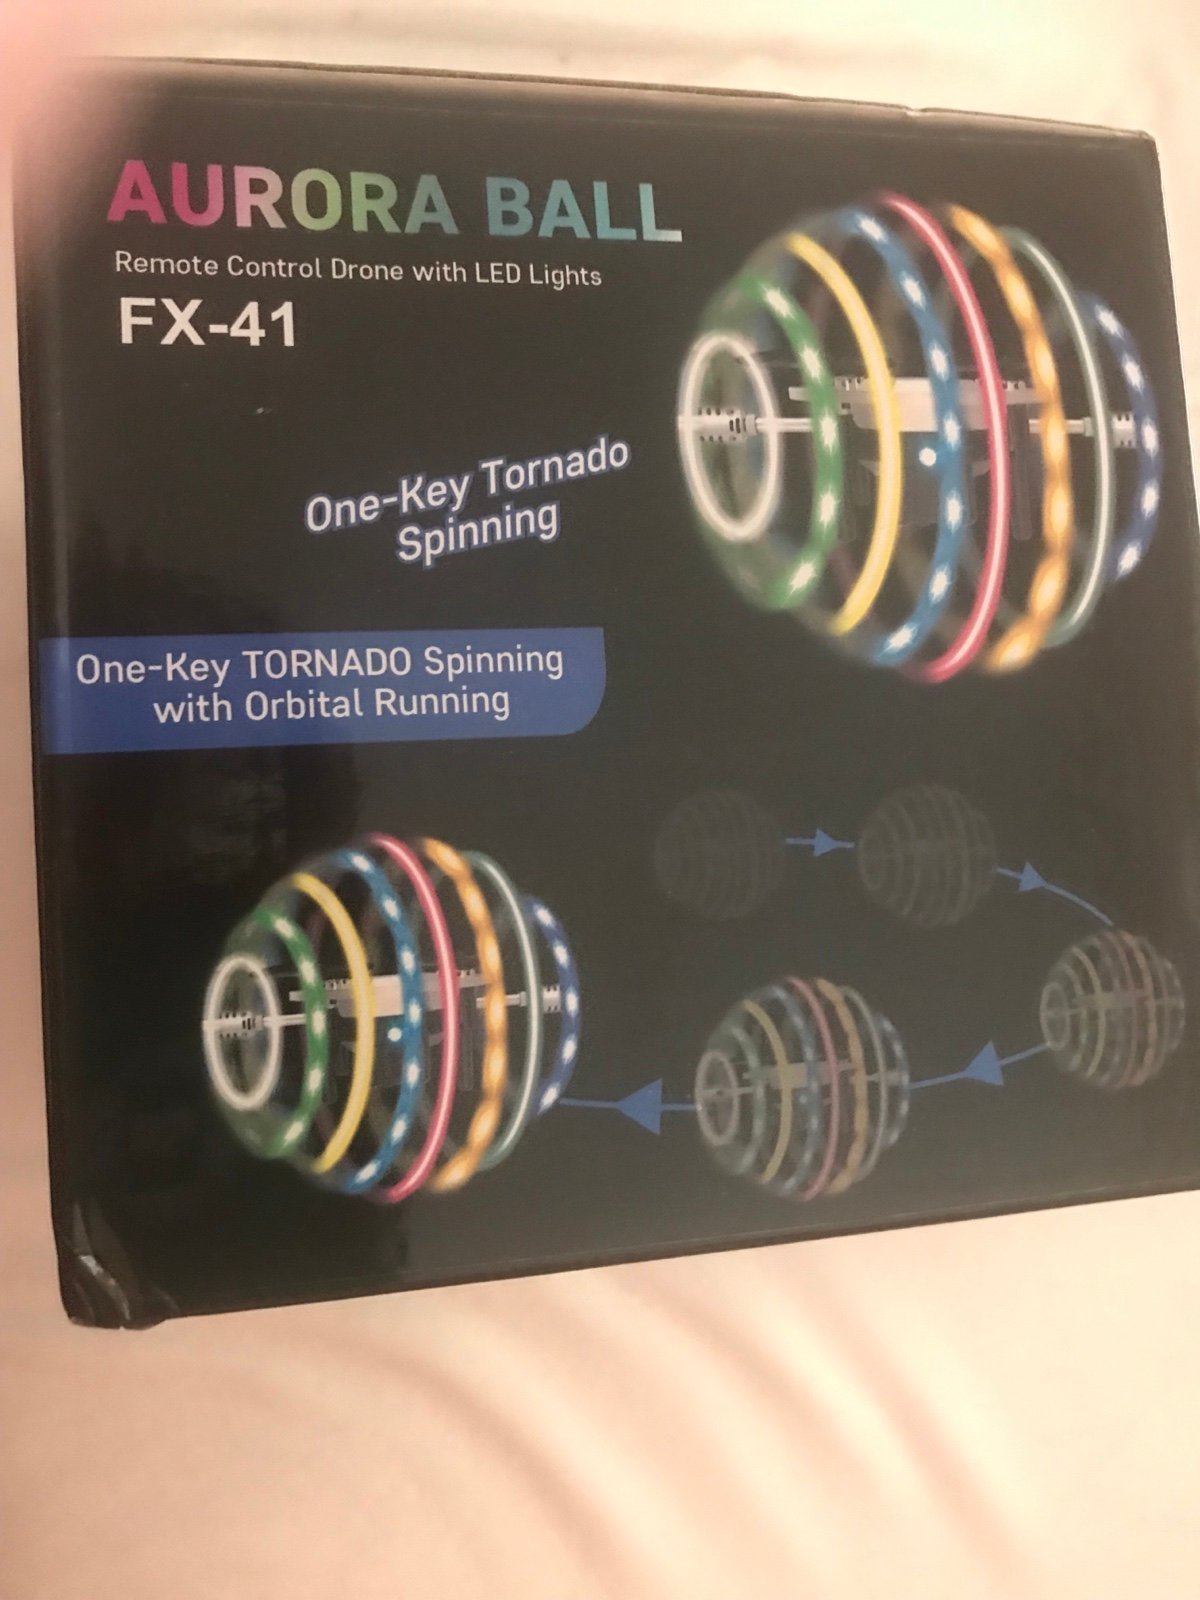 AURORA BALL
Remote Control Drone with LED Lights
FX-41
One-Key Tornado
Spinning
One-Key TORNADO Spinning
with Orbital Running